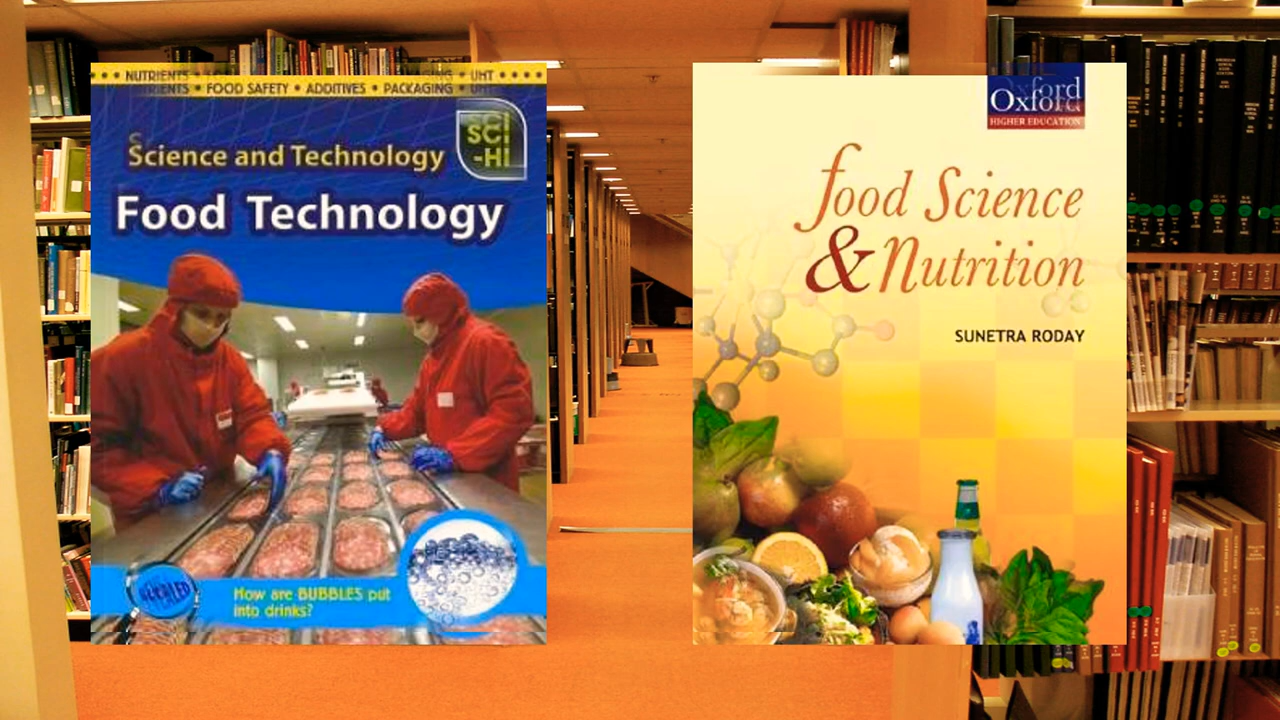 • • • NUTRIENTS • FOOD SAFETY • ADDITIVES • PACKAGING • UHT • • • •
SCI
-HI
Science and Technology
Food Technology
How are BUBBLES put
into drinks?
Oxford
HIGHER EDUCATION
food Science
& Nutrition
SUNETRA RODAY